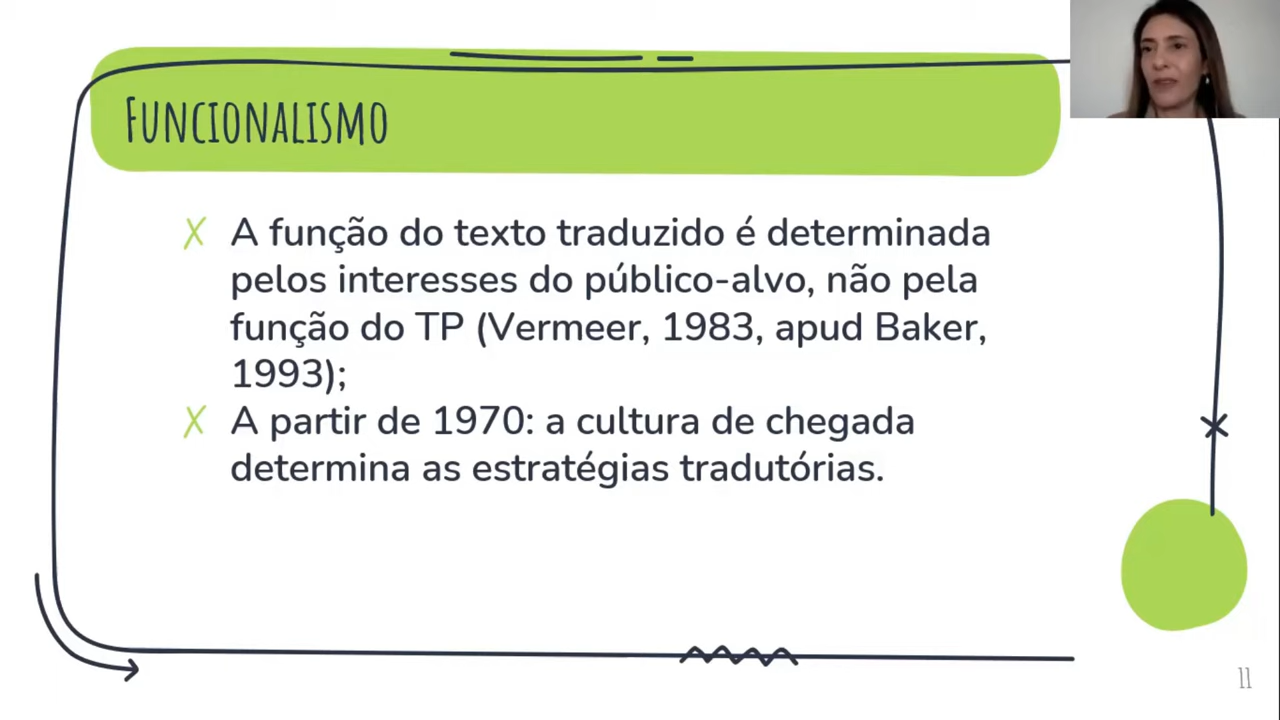 Funcionalismo
X A função do texto traduzido é determinada
pelos interesses do público-alvo, não pela
função do TP (Vermeer, 1983, apud Baker,
1993);
X A partir de 1970: a cultura de chegada
determina as estratégias tradutórias.
11